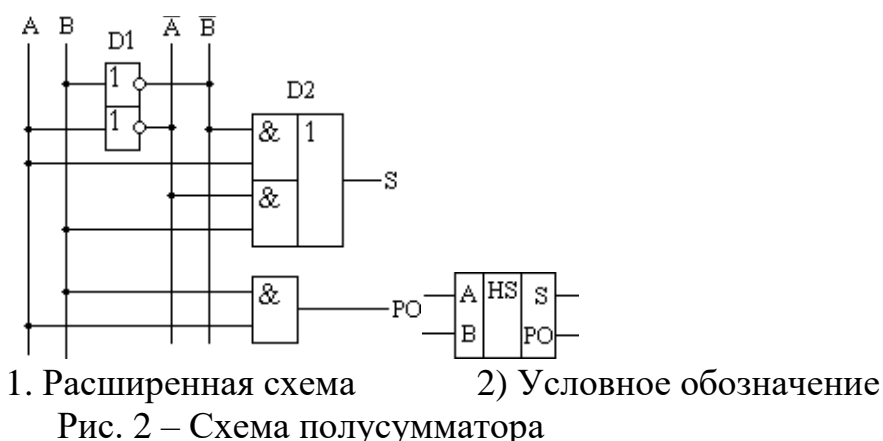 A B D1 A̅ B̅
1
1
D2
& 1
S
&
& PO A HS S
B PO
1. Расширенная схема 2) Условное обозначение
Рис. 2 – Схема полусумматора